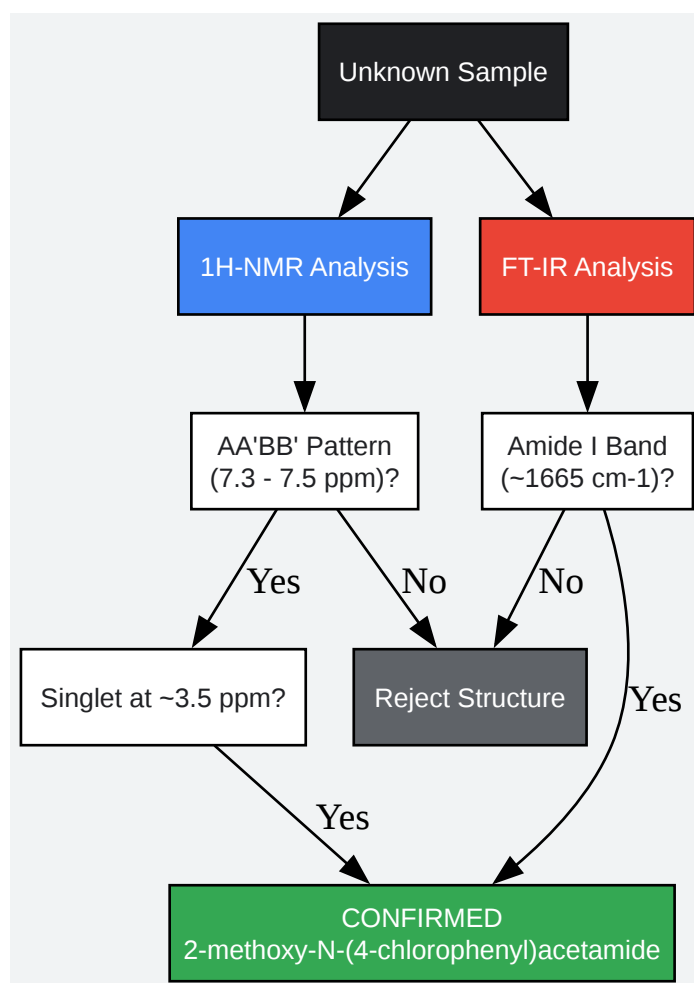 Unknown Sample
1H-NMR Analysis
FT-IR Analysis
AA'BB' Pattern
(7.3 - 7.5 ppm)?
Amide I Band
(~1665 cm-1)?
Yes
No
No
Singlet at ~3.5 ppm?
Reject Structure
Yes
Yes
CONFIRMED
2-methoxy-N-(4-chlorophenyl)acetamide